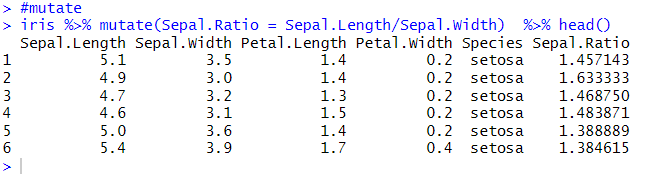 > #mutate
> iris %>% mutate(Sepal.Ratio = Sepal.Length/Sepal.Width)  %>% head()
  Sepal.Length Sepal.Width Petal.Length Petal.Width Species Sepal.Ratio
1          5.1         3.5          1.4         0.2  setosa    1.457143
2          4.9         3.0          1.4         0.2  setosa    1.633333
3          4.7         3.2          1.3         0.2  setosa    1.468750
4          4.6         3.1          1.5         0.2  setosa    1.483871
5          5.0         3.6          1.4         0.2  setosa    1.388889
6          5.4         3.9          1.7         0.4  setosa    1.384615
>